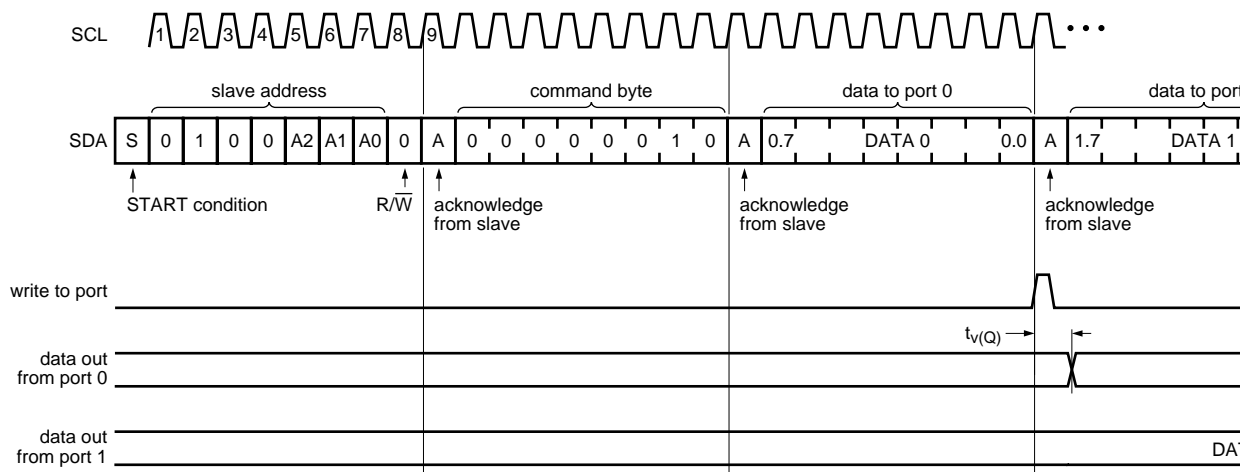 SCL 1 2 3 4 5 6 7 8 9 • • •
slave address command byte data to port 0 data to port
SDA S 0 1 0 0 A2 A1 A0 0 A 0 0 0 0 0 0 1 0 A 0.7 DATA 0 0.0 A 1.7 DATA 1
START condition R/W̅ acknowledge from slave acknowledge from slave acknowledge from slave
write to port
tv(Q)
data out
from port 0
data out
from port 1
DAT